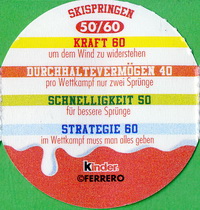 SKISPRINGEN
50/60
KRAFT 60
um dem Wind zu widerstehen
DURCHHALTEVERMÖGEN 40
pro Wettkampf nur zwei Sprünge
SCHNELLIGKEIT 50
für bessere Sprünge
STRATEGIE 60
im Wettkampf muss man alles geben
kinder
©FERRERO